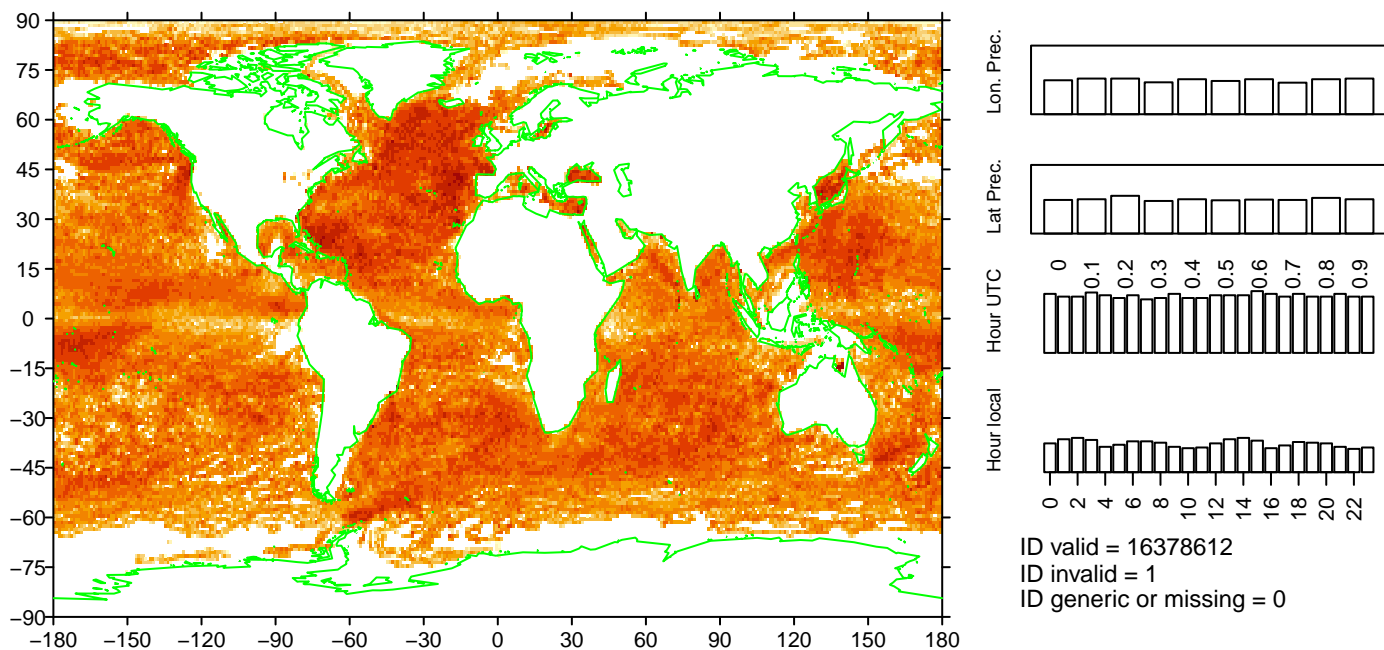 90
75
60
45
30
15
0
−15
−30
−45
−60
−75
−90
−180 −150 −120 −90 −60 −30 0 30 60 90 120 150 180
Lon. Prec.
Lat Prec.
0 0.1 0.2 0.3 0.4 0.5 0.6 0.7 0.8 0.9
Hour UTC
Hour local
0 2 4 6 8 10 12 14 16 18 20 22
ID valid = 16378612
ID invalid = 1
ID generic or missing = 0